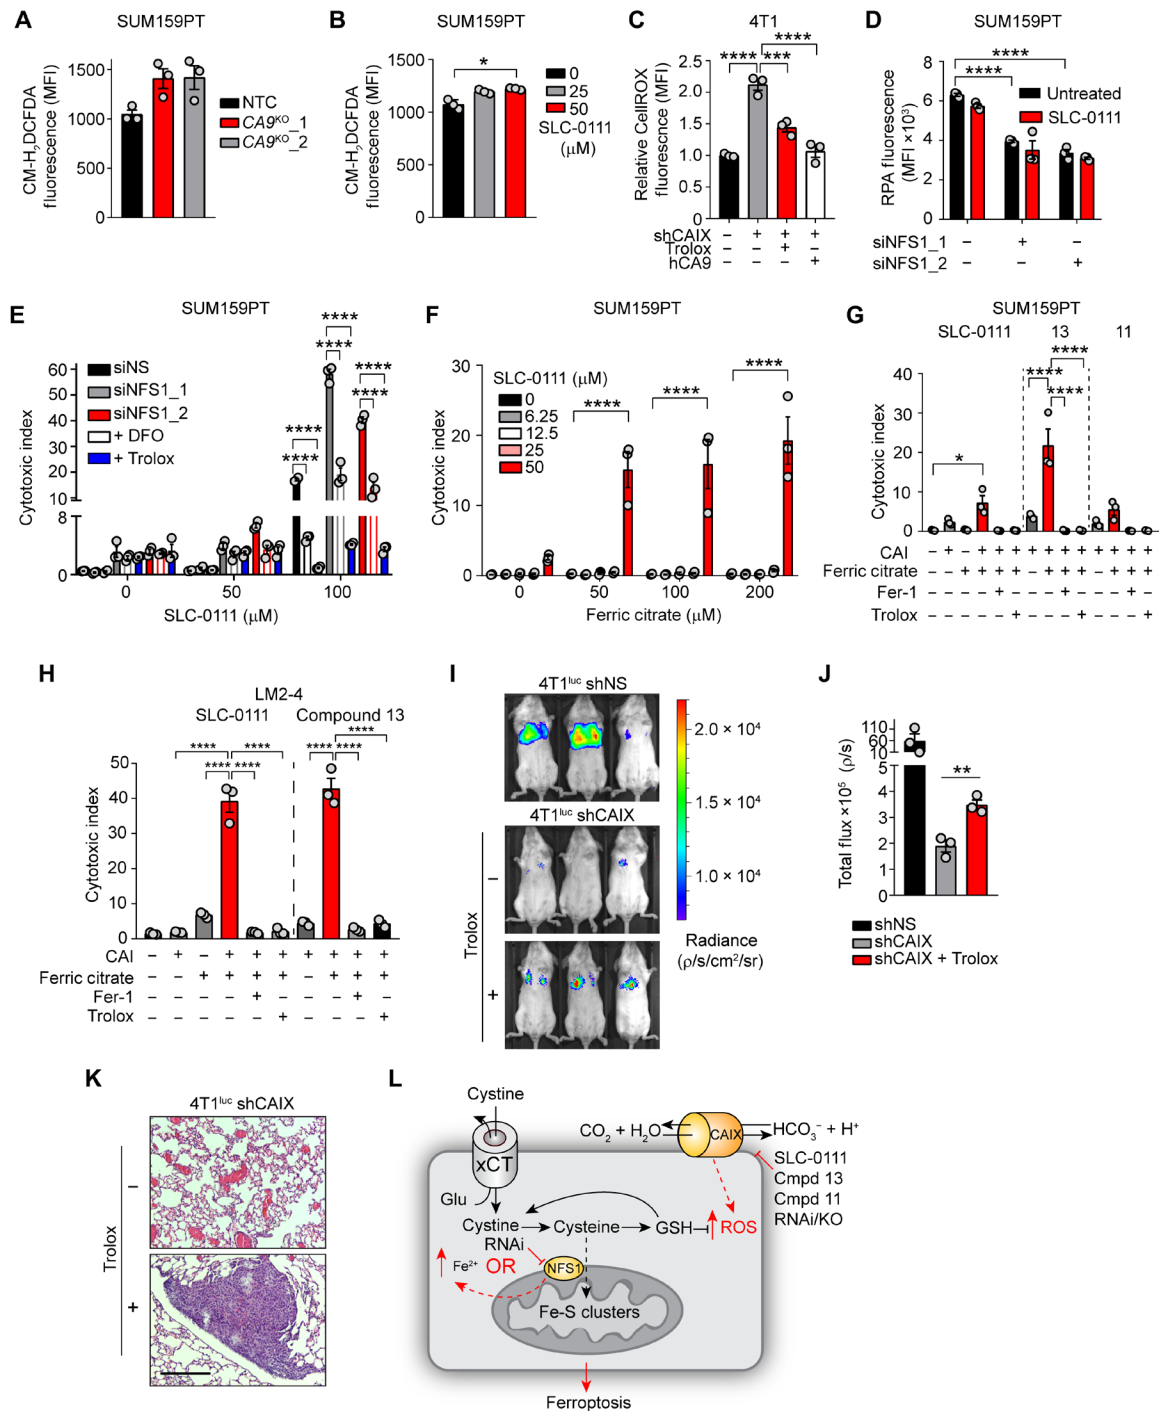 A
SUM159PT
CM-H₂DCFDA
fluorescence (MFI)
1500
1000
500
0
NTC
CA9ᴷᴼ_1
CA9ᴷᴼ_2
B
SUM159PT
CM-H₂DCFDA
fluorescence (MFI)
1500
1000
500
0
*
0
25
50
SLC-0111
(μM)
C
4T1
Relative CellROX
fluorescence (MFI)
2.5
2.0
1.5
1.0
0.5
0
****
**** ***
shCAIX – + + +
Trolox +
hCA9 +
D
SUM159PT
RPA fluorescence
(MFI ×10³)
8
6
4
2
0
****
****
Untreated
SLC-0111
siNFS1_1 – + –
siNFS1_2 – – +
E
SUM159PT
Cytotoxic index
60
50
40
30
20
10
8
0
siNS
siNFS1_1
siNFS1_2
+ DFO
+ Trolox
****
****
****
****
****
****
0 50 100
SLC-0111 (μM)
F
SUM159PT
Cytotoxic index
30
20
10
0
SLC-0111 (μM)
0
6.25
12.5
25
50
**** **** ****
0 50 100 200
Ferric citrate (μM)
G
SUM159PT
SLC-0111 13 11
Cytotoxic index
40
30
20
10
0
*
****
****
****
CAI – + – + + + + + + + + + + +
Ferric citrate – – + + + + – + + + – + + +
Fer-1 – – – – + – – – + – – – + –
Trolox – – – – – + – – – + – – – +
H
LM2-4
SLC-0111 Compound 13
Cytotoxic index
50
40
30
20
10
0
**** ****
**** ****
****
**** ****
CAI – + – + + + + + + +
Ferric citrate – – + + + + – + + +
Fer-1 – – – – + – – – + –
Trolox – – – – – + – – – +
I
4T1ˡᵘᶜ shNS
4T1ˡᵘᶜ shCAIX
Trolox
–
+
2.0 × 10⁴
1.5 × 10⁴
1.0 × 10⁴
Radiance
(ρ/s/cm²/sr)
J
Total flux ×10⁵ (ρ/s)
110
60
10
5
4
3
2
1
0
**
shNS
shCAIX
shCAIX + Trolox
K
4T1ˡᵘᶜ shCAIX
Trolox
–
+
L
Cystine
xCT
Glu
CO₂ + H₂O
CAIX
HCO₃⁻ + H⁺
SLC-0111
Cmpd 13
Cmpd 11
RNAi/KO
Cystine
Cysteine
GSH
ROS
RNAi
Fe²⁺
OR
NFS1
Fe-S clusters
Ferroptosis